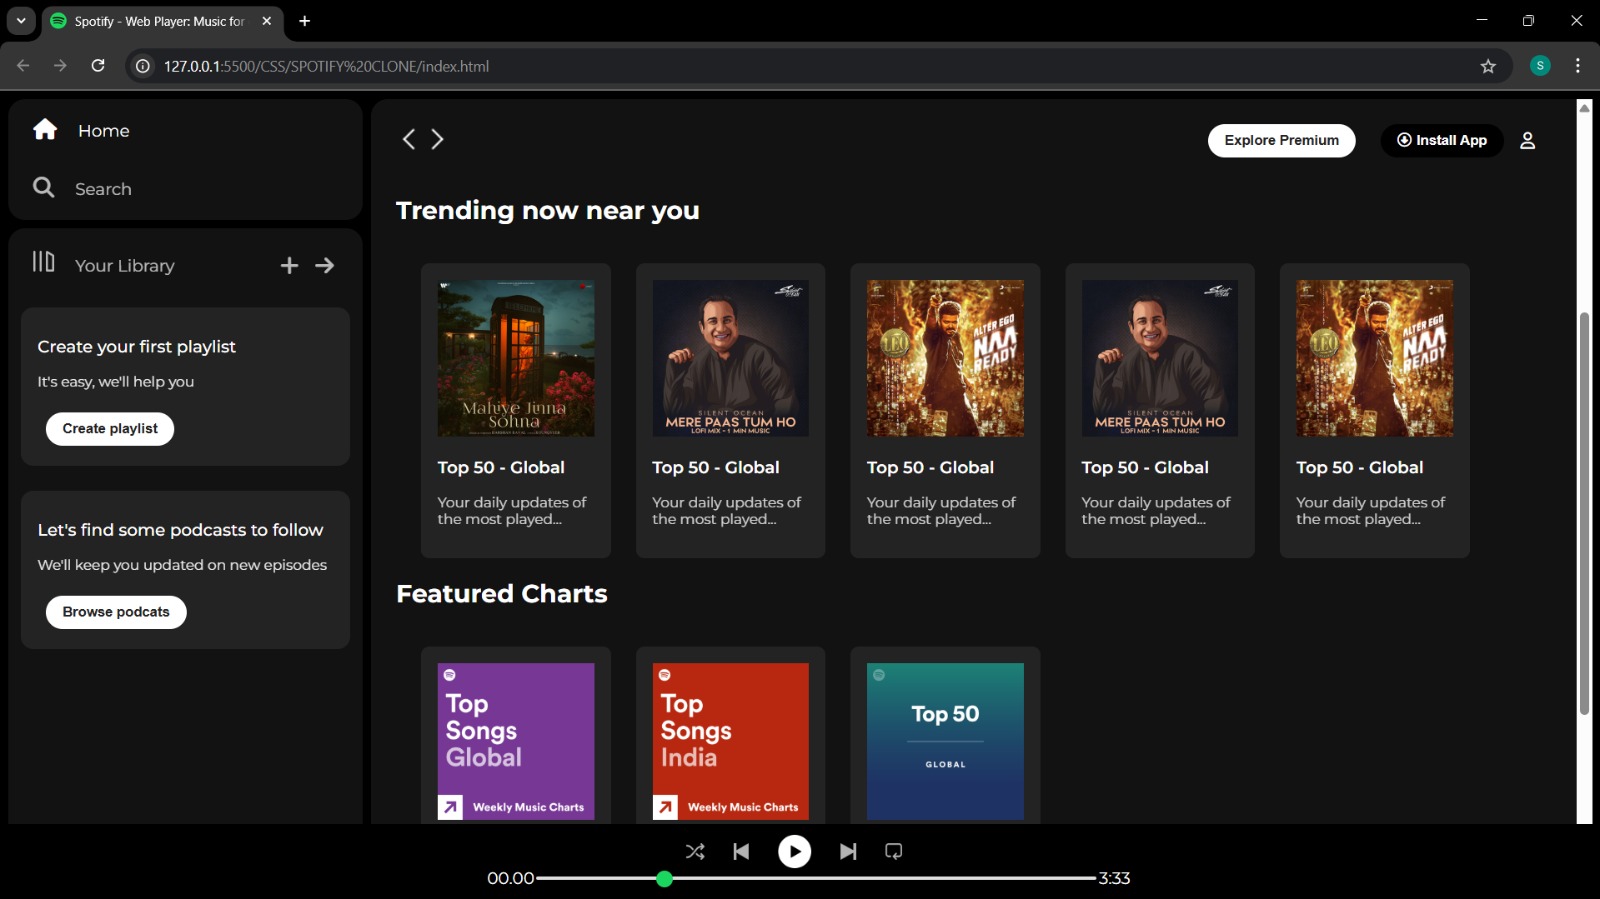 Spotify - Web Player: Music for
127.0.0.1:5500/CSS/SPOTIFY%20CLONE/index.html
S
Home
Search
Your Library
Create your first playlist
It's easy, we'll help you
Create playlist
Let's find some podcasts to follow
We'll keep you updated on new episodes
Browse podcats
Explore Premium
Install App
Trending now near you
Mahiye Jinna
Sohna
Top 50 - Global
Your daily updates of
the most played...
SILENT OCEAN
MERE PAAS TUM HO
LOFI MIX - 1 MIN MUSIC
Top 50 - Global
Your daily updates of
the most played...
ALTER EGO
NAA
READY
Top 50 - Global
Your daily updates of
the most played...
SILENT OCEAN
MERE PAAS TUM HO
LOFI MIX - 1 MIN MUSIC
Top 50 - Global
Your daily updates of
the most played...
ALTER EGO
NAA
READY
Top 50 - Global
Your daily updates of
the most played...
Featured Charts
Top
Songs
Global
Weekly Music Charts
Top
Songs
India
Weekly Music Charts
Top 50
GLOBAL
00.00
3:33